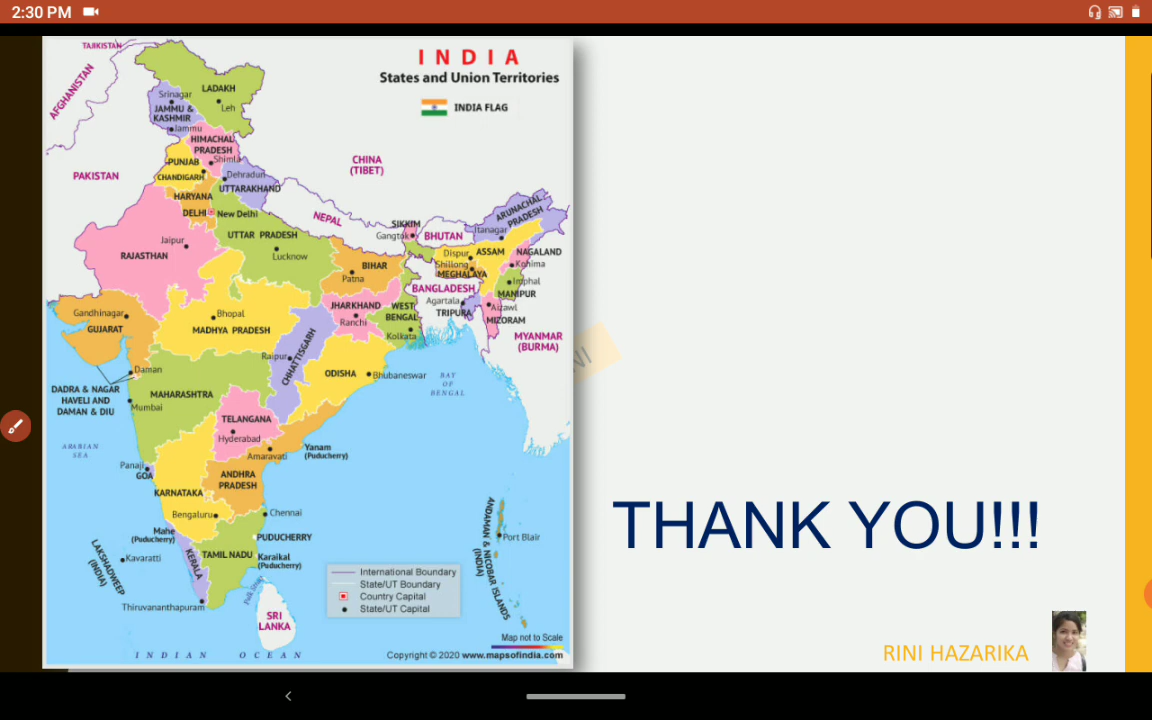 2:30 PM
INDIA
States and Union Territories
INDIA FLAG
TAJIKISTAN
AFGHANISTAN
PAKISTAN
CHINA
(TIBET)
NEPAL
BHUTAN
BANGLADESH
MYANMAR
(BURMA)
SRI
LANKA
LADAKH
Leh
Srinagar
JAMMU &
KASHMIR
Jammu
HIMACHAL
PRADESH
Shimla
PUNJAB
CHANDIGARH
Dehradun
UTTARAKHAND
HARYANA
DELHI
New Delhi
UTTAR PRADESH
Lucknow
Jaipur
RAJASTHAN
SIKKIM
Gangtok
ARUNACHAL
PRADESH
Itanagar
Dispur
ASSAM
NAGALAND
Kohima
Shillong
MEGHALAYA
Imphal
MANIPUR
Agartala
TRIPURA
Aizawl
MIZORAM
BIHAR
Patna
JHARKHAND
Ranchi
WEST
BENGAL
Kolkata
Gandhinagar
GUJARAT
Bhopal
MADHYA PRADESH
Raipur
CHHATTISGARH
ODISHA
Bhubaneswar
BAY
OF
BENGAL
Daman
DADRA & NAGAR
HAVELI AND
DAMAN & DIU
MAHARASHTRA
Mumbai
ARABIAN
SEA
TELANGANA
Hyderabad
Amaravati
Yanam
(Puducherry)
ANDHRA
PRADESH
Panaji
GOA
KARNATAKA
Bengaluru
Chennai
Mahe
(Puducherry)
PUDUCHERRY
KERALA
TAMIL NADU
Karaikal
(Puducherry)
LAKSHADWEEP
(INDIA)
Kavaratti
Thiruvananthapuram
ANDAMAN & NICOBAR ISLANDS
(INDIA)
Port Blair
International Boundary
State/UT Boundary
Country Capital
State/UT Capital
Map not to Scale
INDIAN OCEAN
Copyright © 2020 www.mapsofindia.com
THANK YOU!!!
RINI HAZARIKA